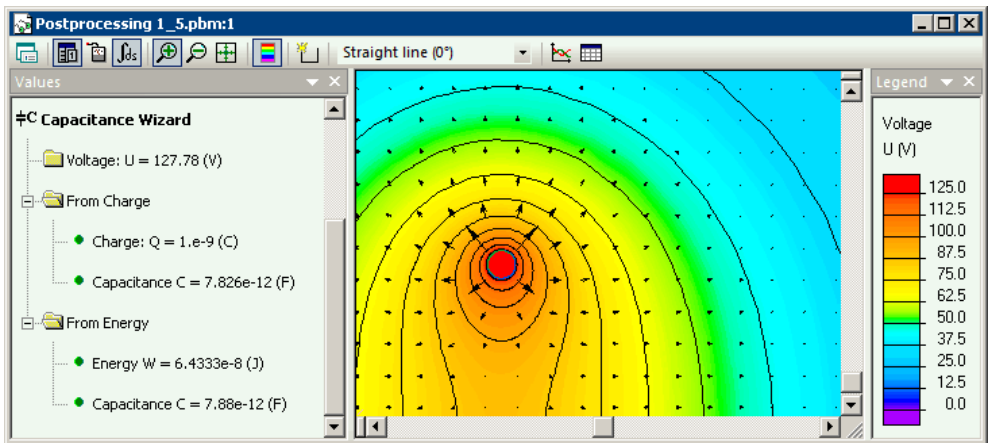 Postprocessing 1_5.pbm:1
Straight line (0°)
Values
C Capacitance Wizard
Voltage: U = 127.78 (V)
From Charge
Charge: Q = 1.e-9 (C)
Capacitance C = 7.826e-12 (F)
From Energy
Energy W = 6.4333e-8 (J)
Capacitance C = 7.88e-12 (F)
Legend
Voltage
U (V)
125.0
112.5
100.0
87.5
75.0
62.5
50.0
37.5
25.0
12.5
0.0